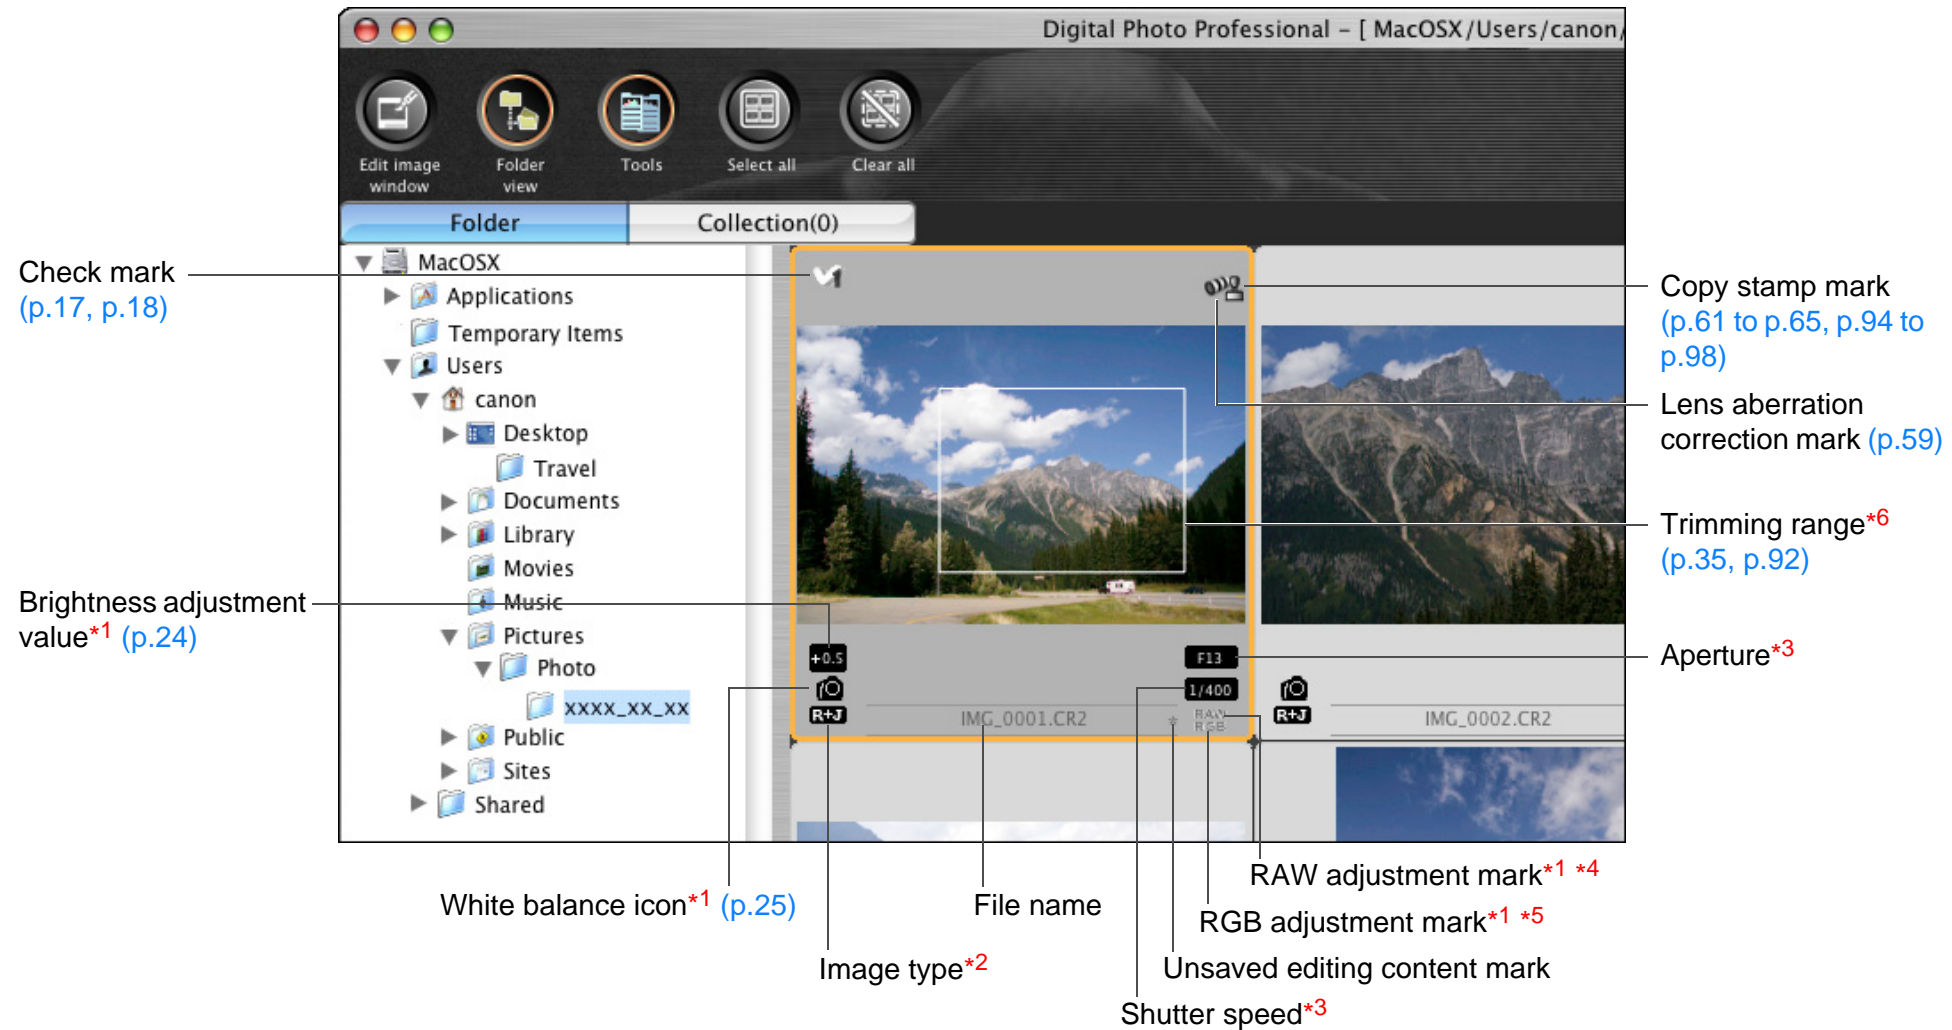 Digital Photo Professional – [ MacOSX/Users/canon/
Edit image
window
Folder
view
Tools
Select all
Clear all
Folder
Collection(0)
MacOSX
Applications
Temporary Items
Users
canon
Desktop
Travel
Documents
Library
Movies
Music
Pictures
Photo
xxxx_xx_xx
Public
Sites
Shared
Check mark
(p.17, p.18)
Brightness adjustment
value*1 (p.24)
1
+0.5
R+J
IMG_0001.CR2
*
F13
1/400
RAW
RGB
R+J
IMG_0002.CR2
Copy stamp mark
(p.61 to p.65, p.94 to
p.98)
Lens aberration
correction mark (p.59)
Trimming range*6
(p.35, p.92)
Aperture*3
White balance icon*1 (p.25)
Image type*2
File name
RAW adjustment mark*1 *4
RGB adjustment mark*1 *5
Unsaved editing content mark
Shutter speed*3